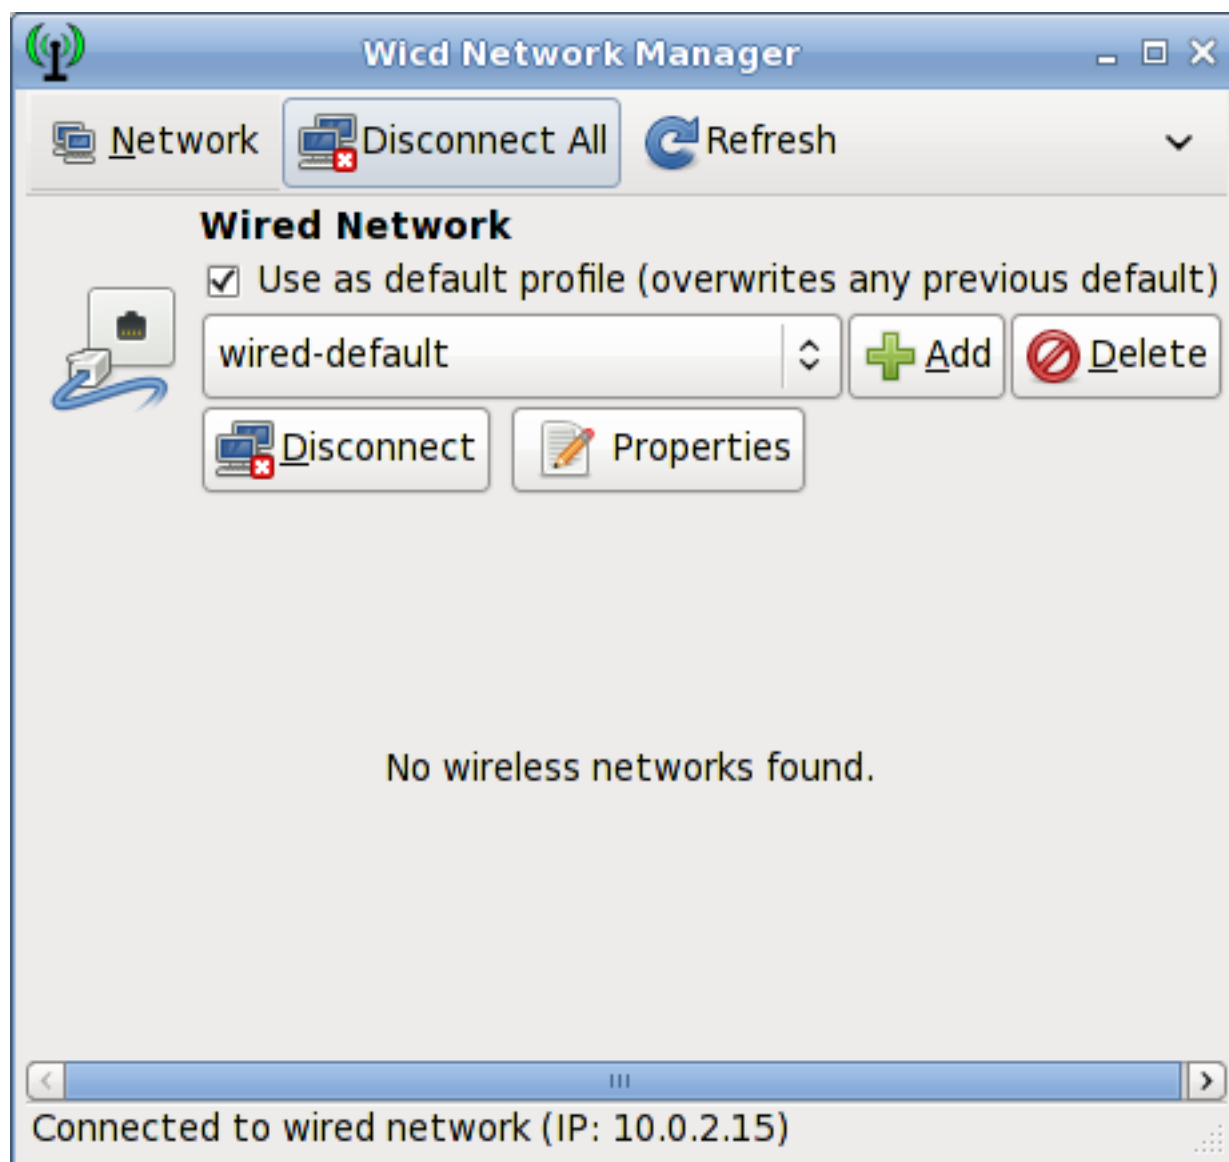 Wicd Network Manager
Network Disconnect All Refresh
Wired Network
Use as default profile (overwrites any previous default)
wired-default Add Delete
Disconnect Properties
No wireless networks found.
Connected to wired network (IP: 10.0.2.15)